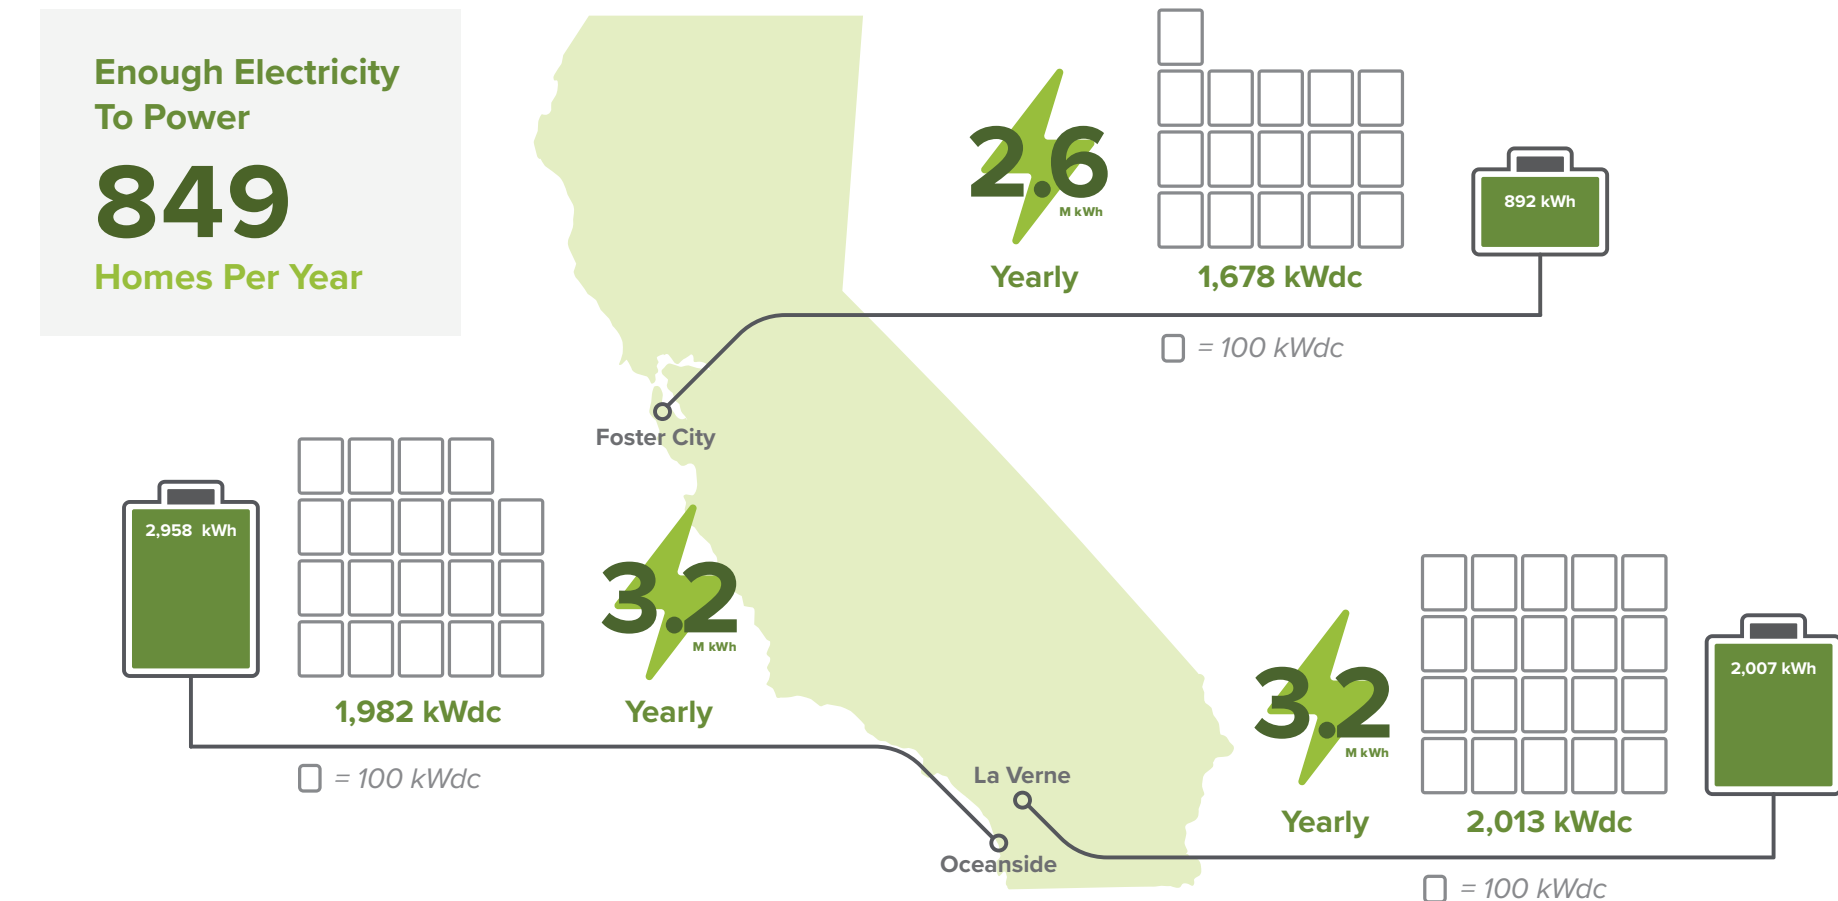 Enough Electricity
To Power
849
Homes Per Year
2.6
M kWh
Yearly
1,678 kWdc
892 kWh
= 100 kWdc
Foster City
2,958 kWh
1,982 kWdc
3.2
M kWh
Yearly
= 100 kWdc
Oceanside
La Verne
3.2
M kWh
Yearly
2,013 kWdc
2,007 kWh
= 100 kWdc